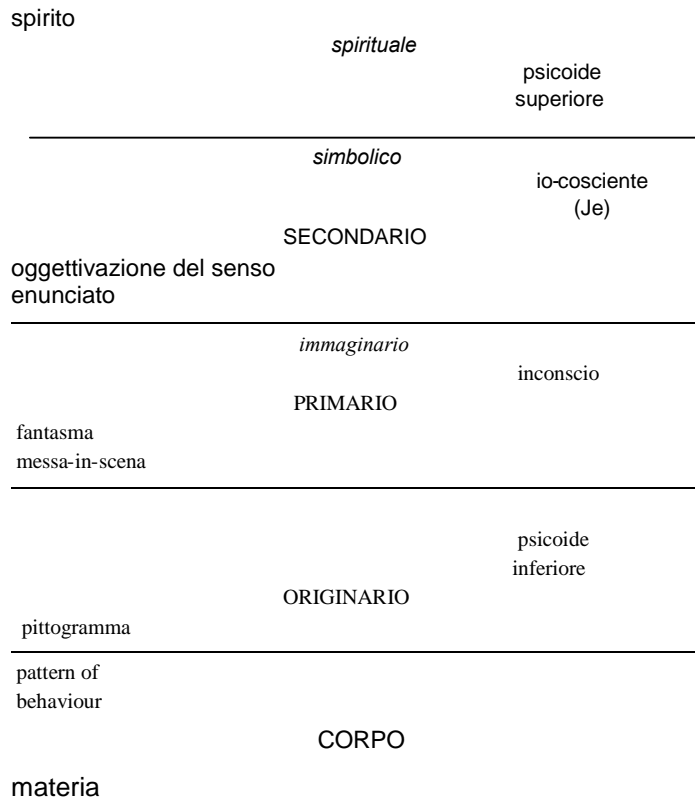 spirito
spirituale
psicoide
superiore
simbolico
io-cosciente
(Je)
SECONDARIO
oggettivazione del senso
enunciato
immaginario
inconscio
PRIMARIO
fantasma
messa-in-scena
psicoide
inferiore
ORIGINARIO
pittogramma
pattern of
behaviour
CORPO
materia